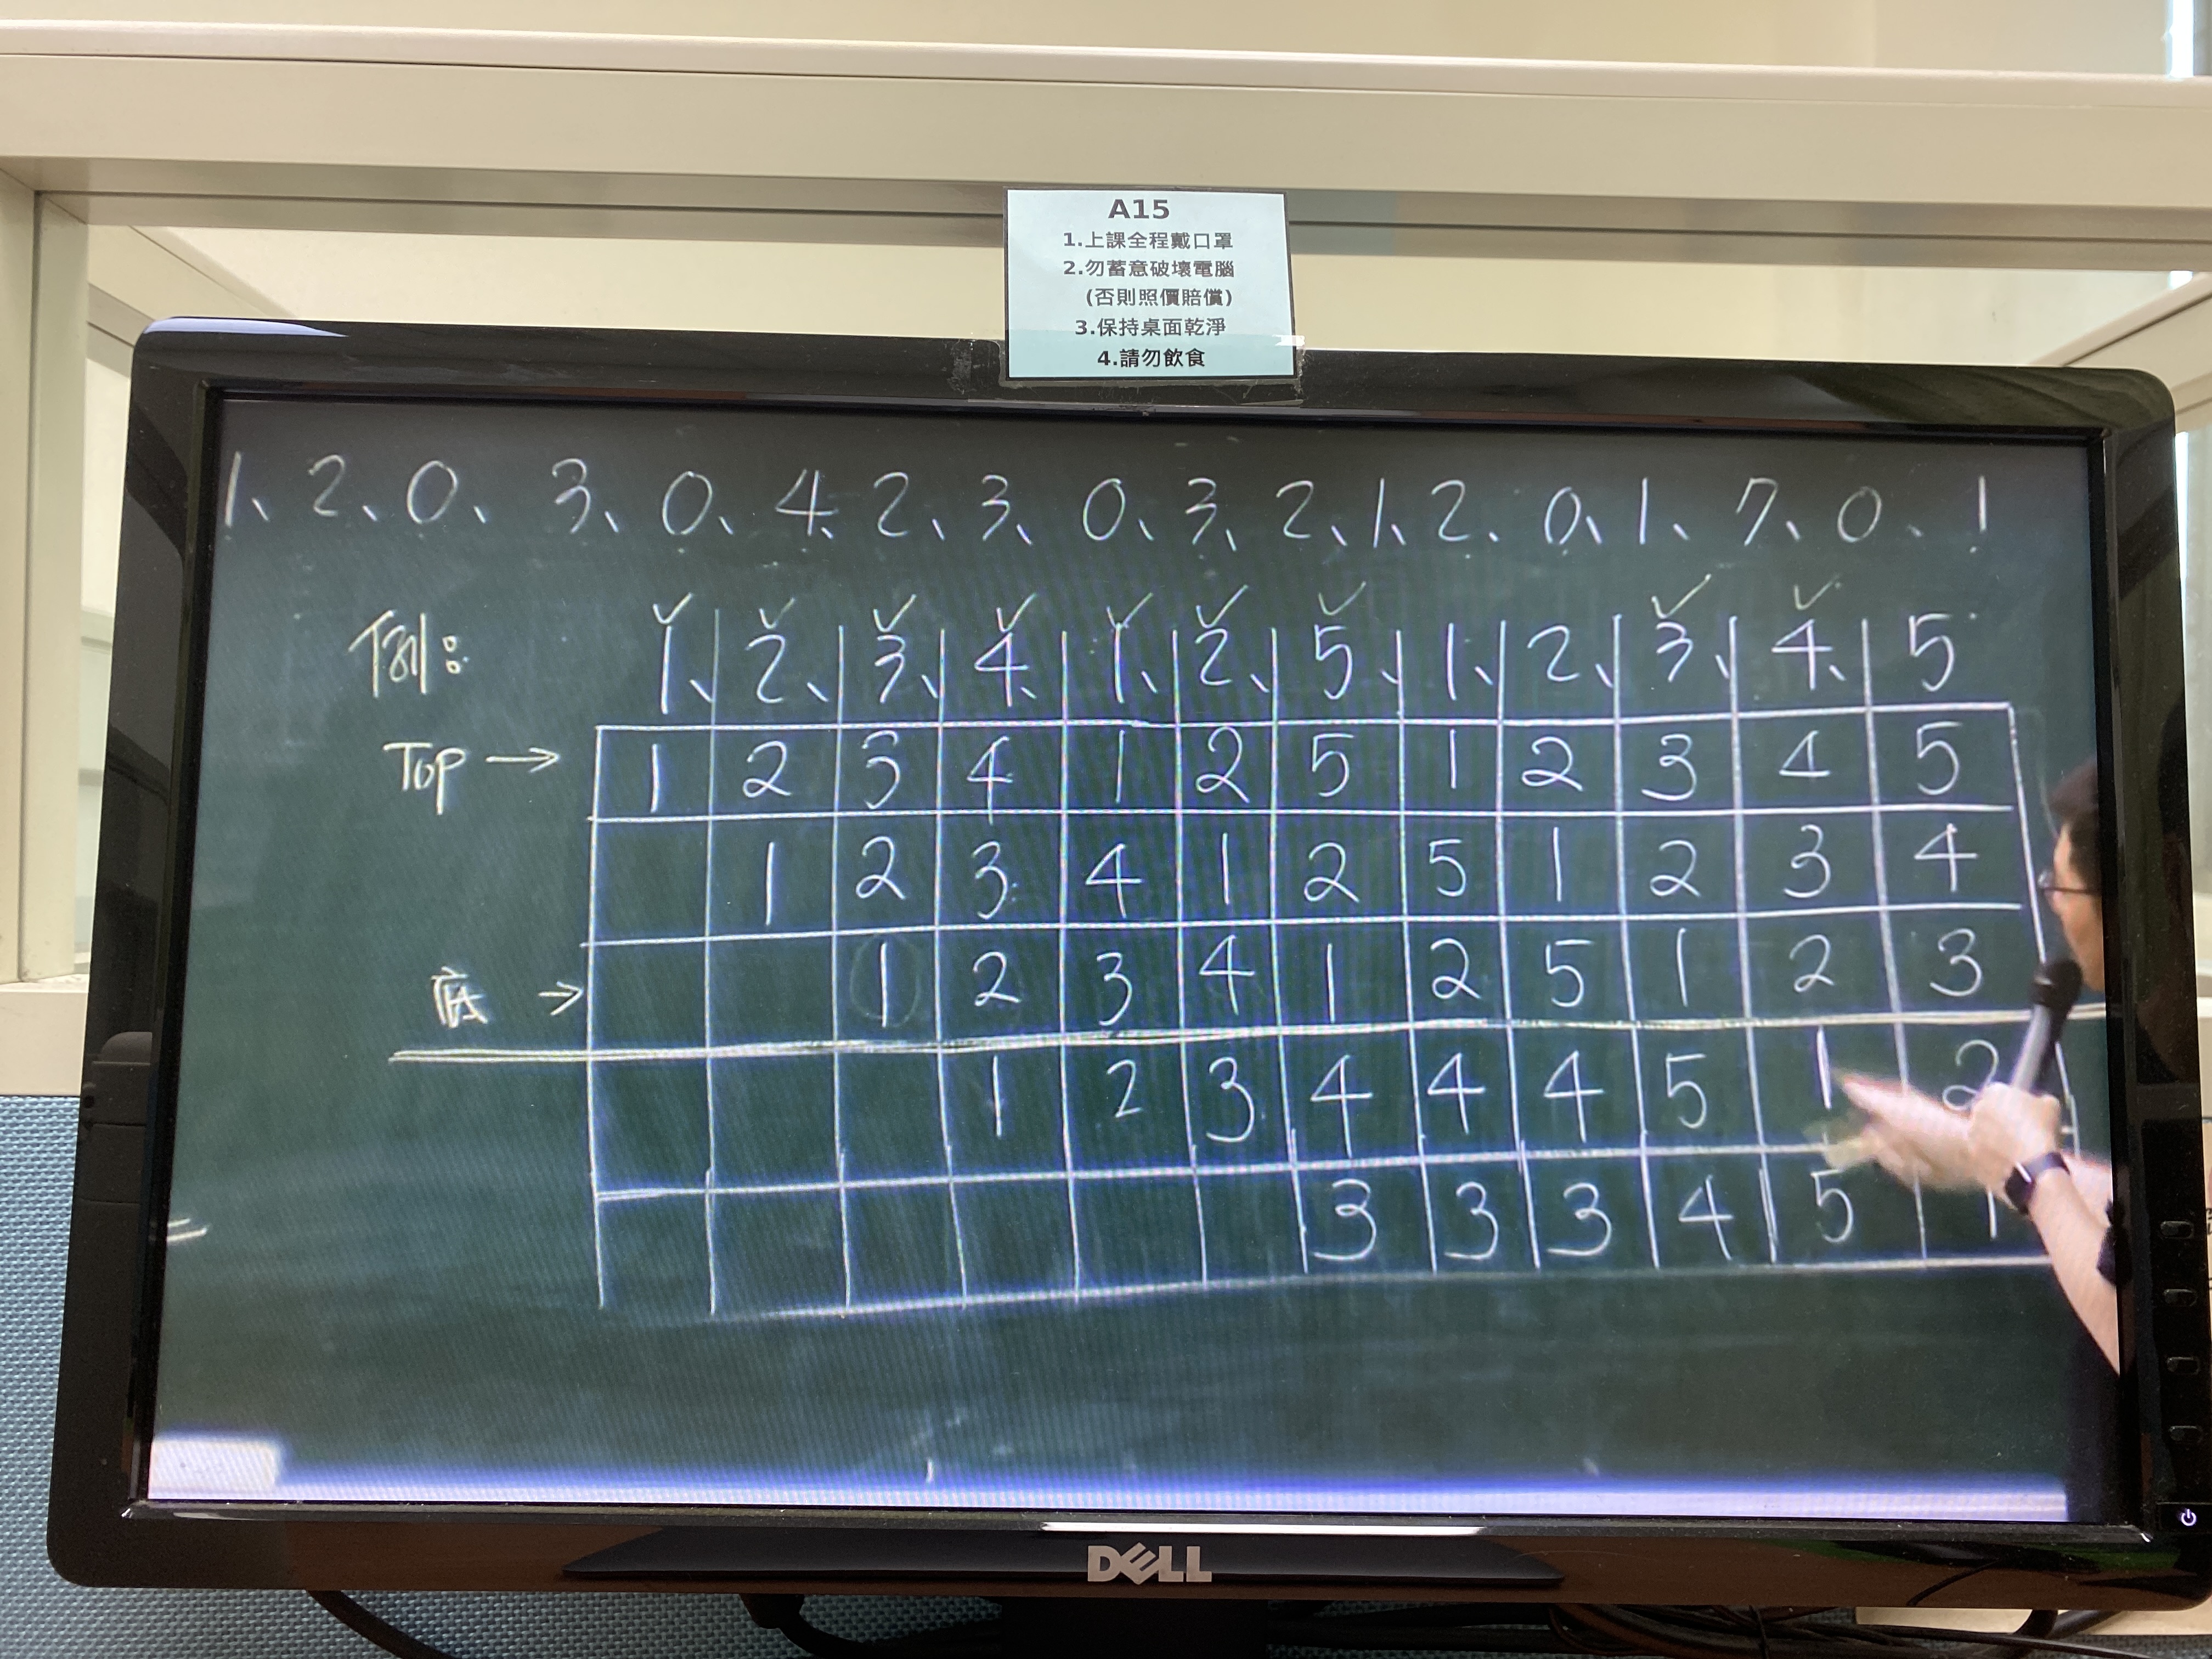 A15
1.上課全程戴口罩
2.勿蓄意破壞電腦
(否則照價賠償)
3.保持桌面乾淨
4.請勿飲食
1、2、0、3、0、4、2、3、0、3、2、1、2、0、1、7、0、1
例： 1、2、3、4、1、2、5、1、2、3、4、5
Top → 1 2 3 4 1 2 5 1 2 3 4 5
1 2 3 4 1 2 5 1 2 3 4
底 → 1 2 3 4 1 2 5 1 2 3
1 2 3 4 4 4 5 1 2
3 3 3 4 5 1
DELL